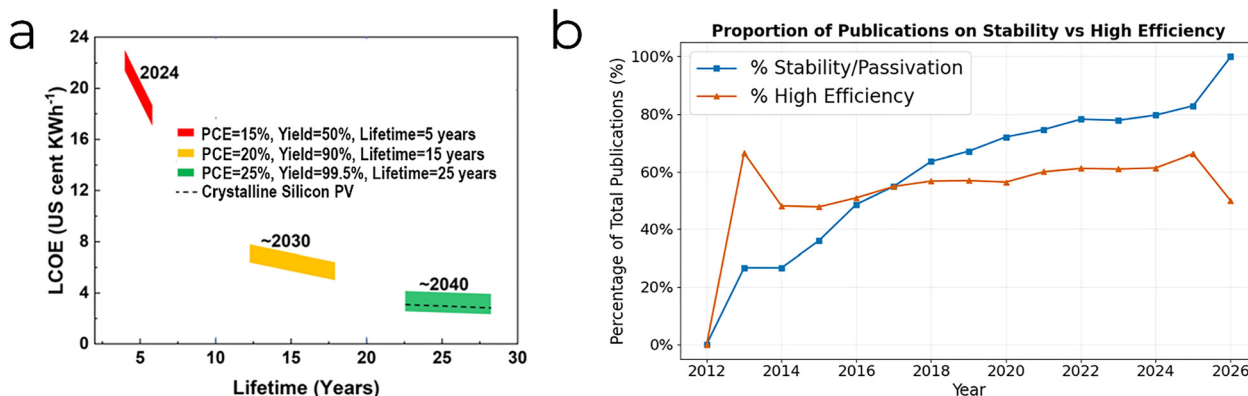 a
24
20
16
12
8
4
0
LCOE (US cent KWh-1)
2024
PCE=15%, Yield=50%, Lifetime=5 years
PCE=20%, Yield=90%, Lifetime=15 years
PCE=25%, Yield=99.5%, Lifetime=25 years
Crystalline Silicon PV
~2030
~2040
5 10 15 20 25 30
Lifetime (Years)
b
Proportion of Publications on Stability vs High Efficiency
100%
80%
60%
40%
20%
0%
Percentage of Total Publications (%)
% Stability/Passivation
% High Efficiency
2012 2014 2016 2018 2020 2022 2024 2026
Year